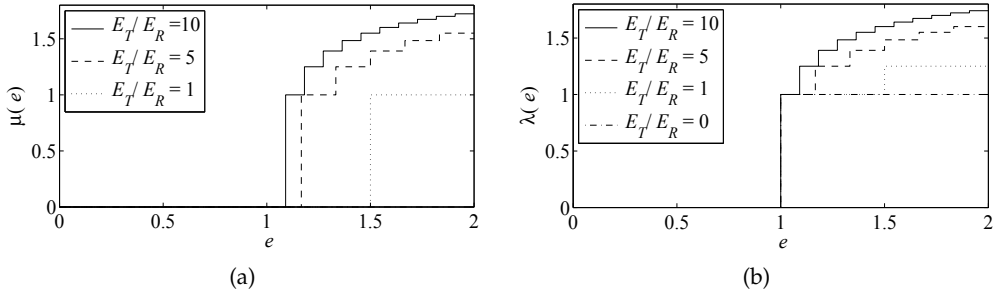 E_T/E_R = 10
E_T/E_R = 5
E_T/E_R = 1
μ(e)
1.5
1
0.5
0
0 0.5 1 1.5 2
e
(a)
E_T/E_R = 10
E_T/E_R = 5
E_T/E_R = 1
E_T/E_R = 0
λ(e)
1.5
1
0.5
0
0 0.5 1 1.5 2
e
(b)